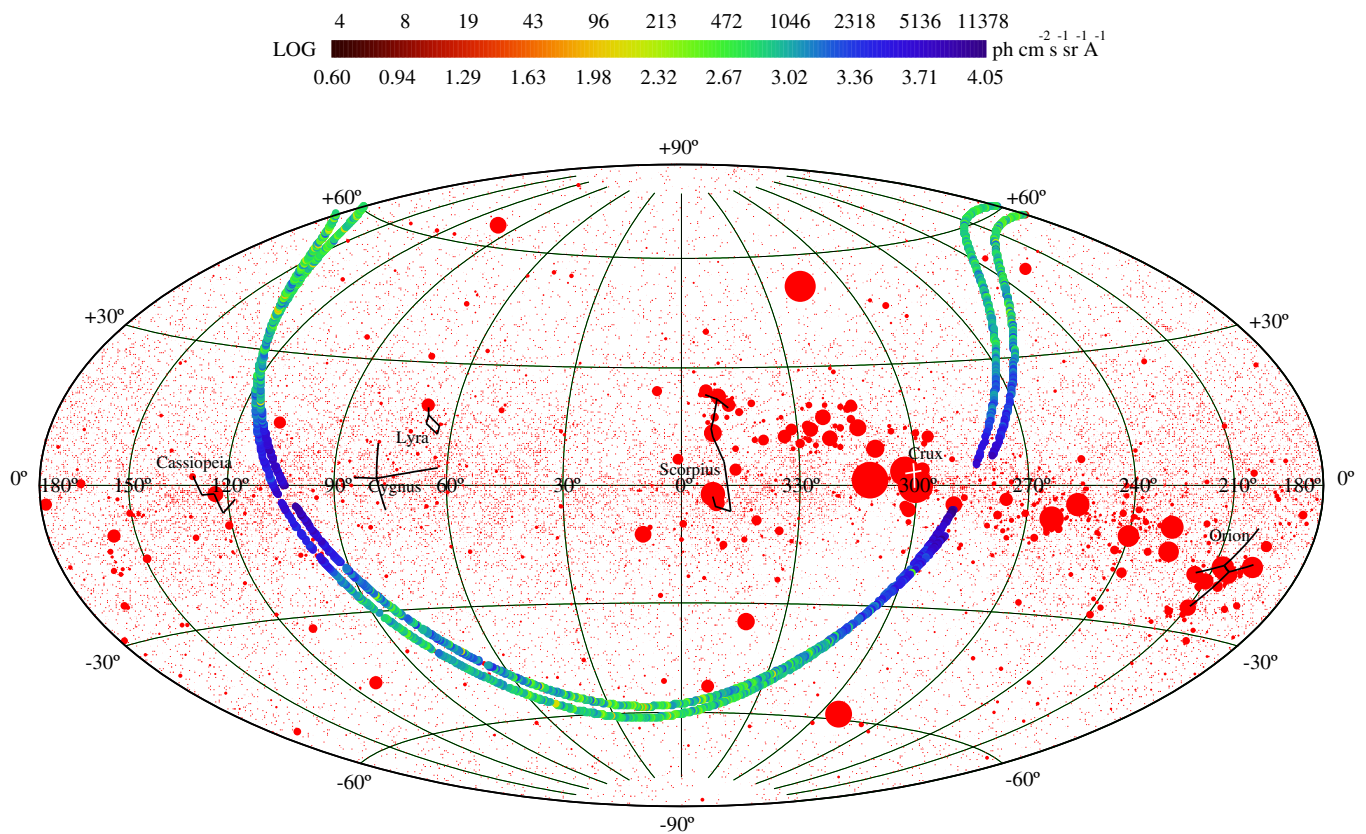 4 8 19 43 96 213 472 1046 2318 5136 11378
LOG ph cm⁻² s⁻¹ sr⁻¹ A⁻¹
0.60 0.94 1.29 1.63 1.98 2.32 2.67 3.02 3.36 3.71 4.05
+90º
+60º +60º
+30º +30º
Lyra
Cassiopeia Scorpius Crux
0º 180º 150º 120º 90º 60º 30º 0º 330º 300º 270º 240º 210º 180º 0º
Cygnus
Orion
-30º -30º
-60º -60º
-90º